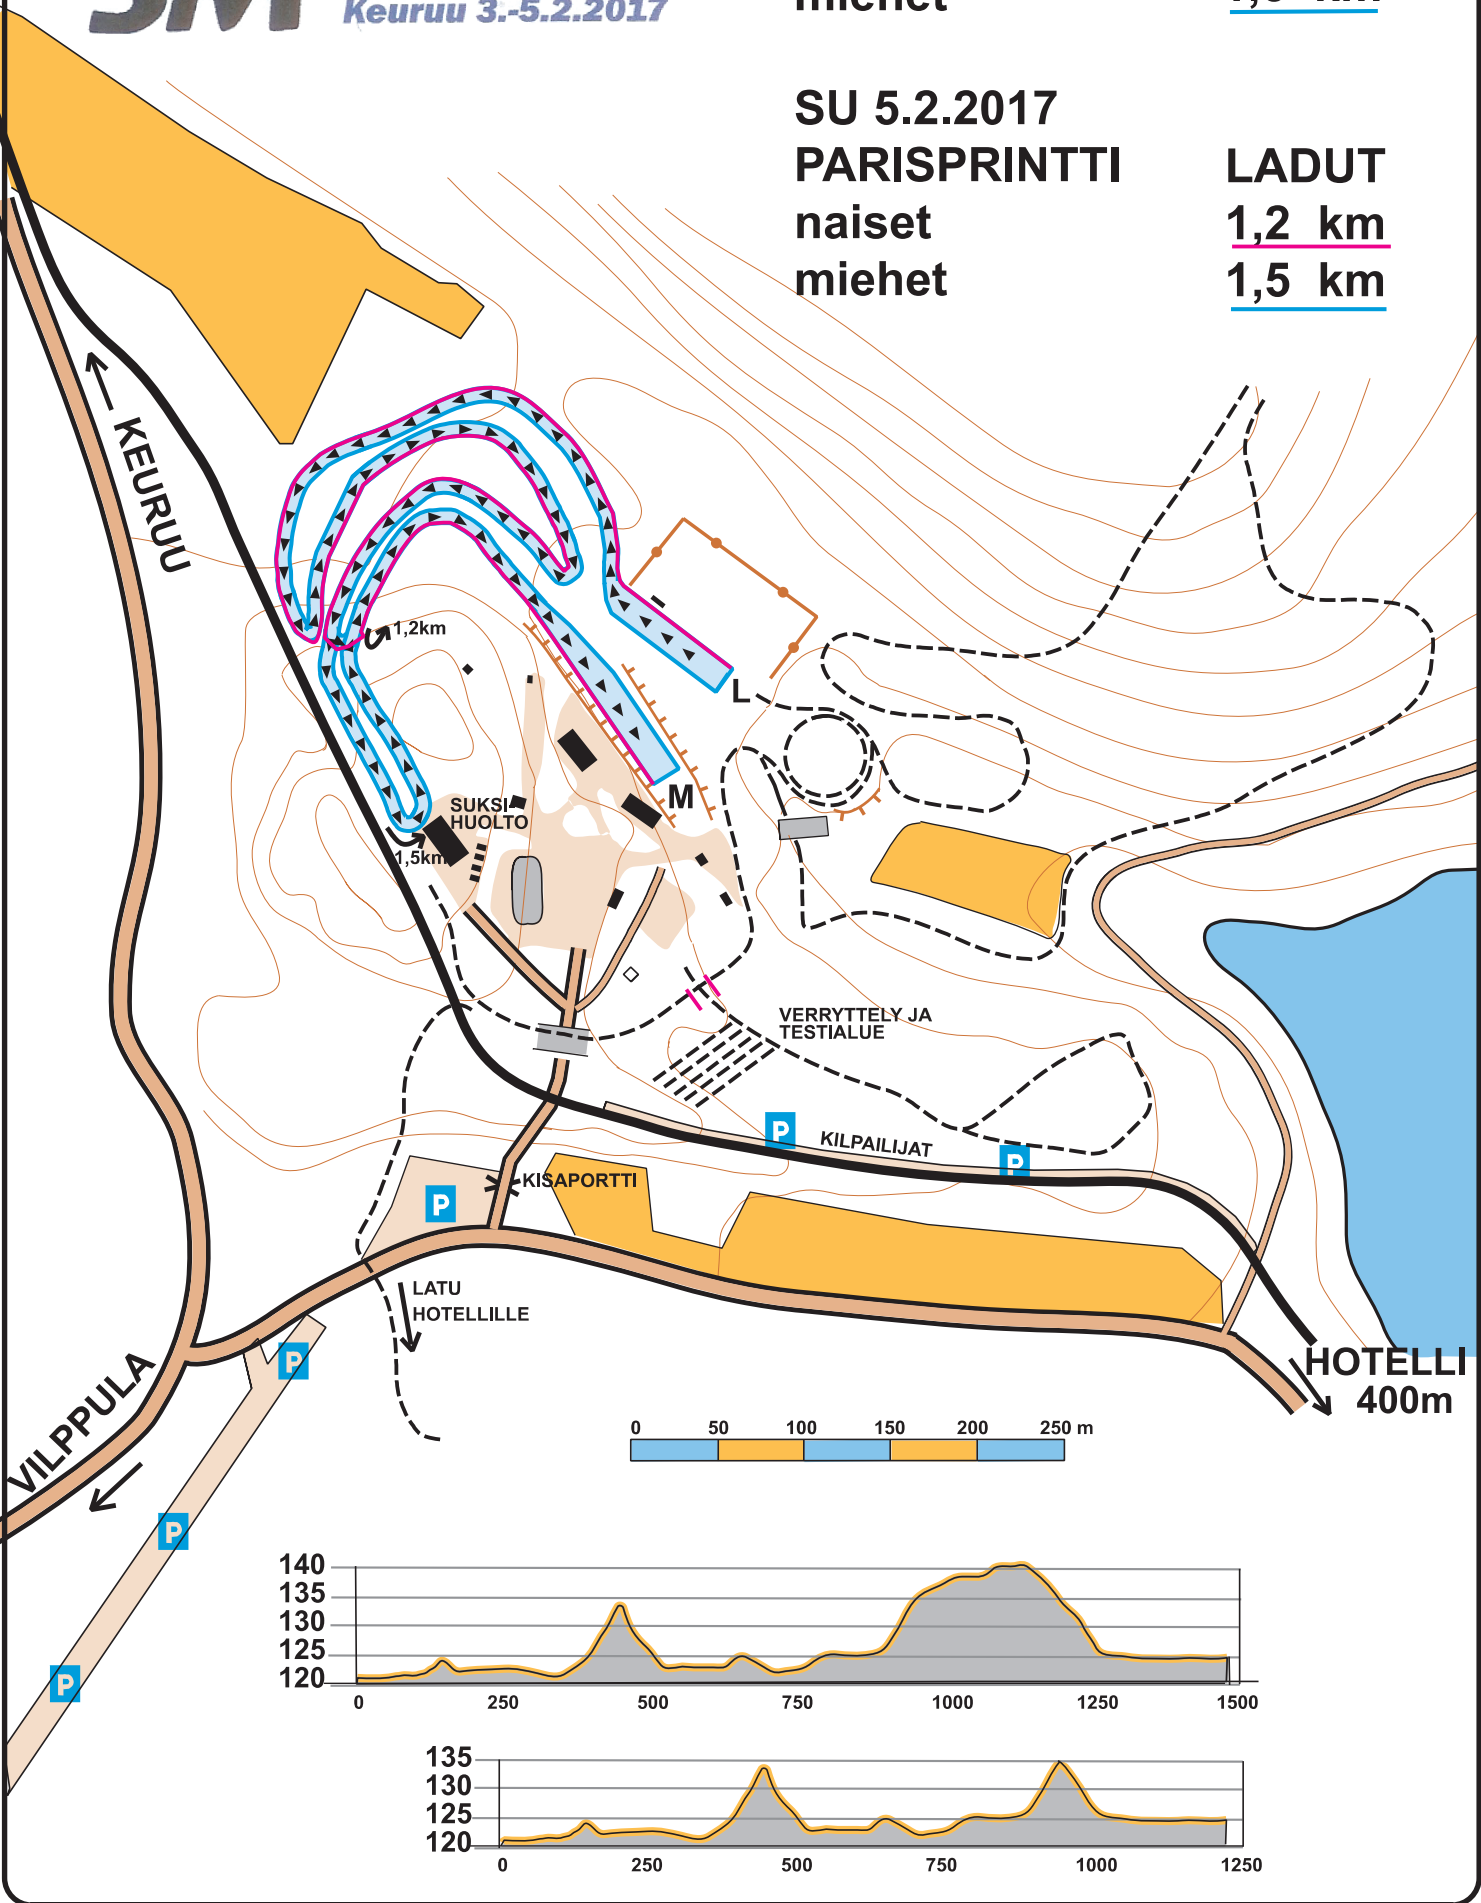 SM
Keuruu 3.-5.2.2017
miehet
km
SU 5.2.2017
PARISPRINTTI LADUT
naiset 1,2 km
miehet 1,5 km
KEURUU
1,2km
L
M
SUKSI-
HUOLTO
1,5km
VERRYTTELY JA
TESTIALUE
P
KILPAILIJAT
P
KISAPORTTI
P
LATU
HOTELLILLE
P
HOTELLI
400m
VILPPULA
0 50 100 150 200 250 m
P
P
140
135
130
125
120
0 250 500 750 1000 1250 1500
135
130
125
120
0 250 500 750 1000 1250